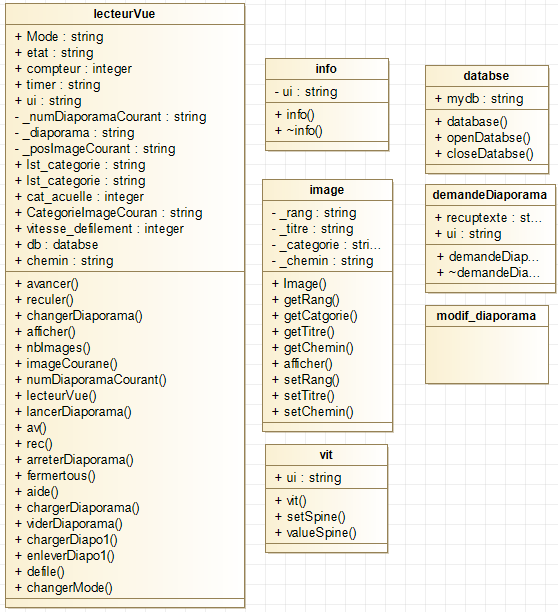 lecteurVue
+ Mode : string
+ etat : string
+ compteur : integer
+ timer : string
+ ui : string
- _numDiaporamaCourant : string
- _diaporama : string
- _posImageCourant : string
+ lst_categorie : string
+ lst_categorie : string
+ cat_acuelle : integer
+ CategorieImageCouran : string
+ vitesse_defilement : integer
+ db : databse
+ chemin : string
+ avancer()
+ reculer()
+ changerDiaporama()
+ afficher()
+ nbImages()
+ imageCourane()
+ numDiaporamaCourant()
+ lecteurVue()
+ lancerDiaporama()
+ av()
+ rec()
+ arreterDiaporama()
+ fermertous()
+ aide()
+ chargerDiaporama()
+ viderDiaporama()
+ chargerDiapo1()
+ enleverDiapo1()
+ defile()
+ changerMode()
info
- ui : string
+ info()
+ ~info()
image
- _rang : string
- _titre : string
- _categorie : stri...
- _chemin : string
+ Image()
+ getRang()
+ getCatgorie()
+ getTitre()
+ getChemin()
+ afficher()
+ setRang()
+ setTitre()
+ setChemin()
vit
+ ui : string
+ vit()
+ setSpine()
+ valueSpine()
databse
+ mydb : string
+ database()
+ openDatabse()
+ closeDatabse()
demandeDiaporama
+ recuptexte : st...
+ ui : string
+ demandeDiap...
+ ~demandeDia...
modif_diaporama